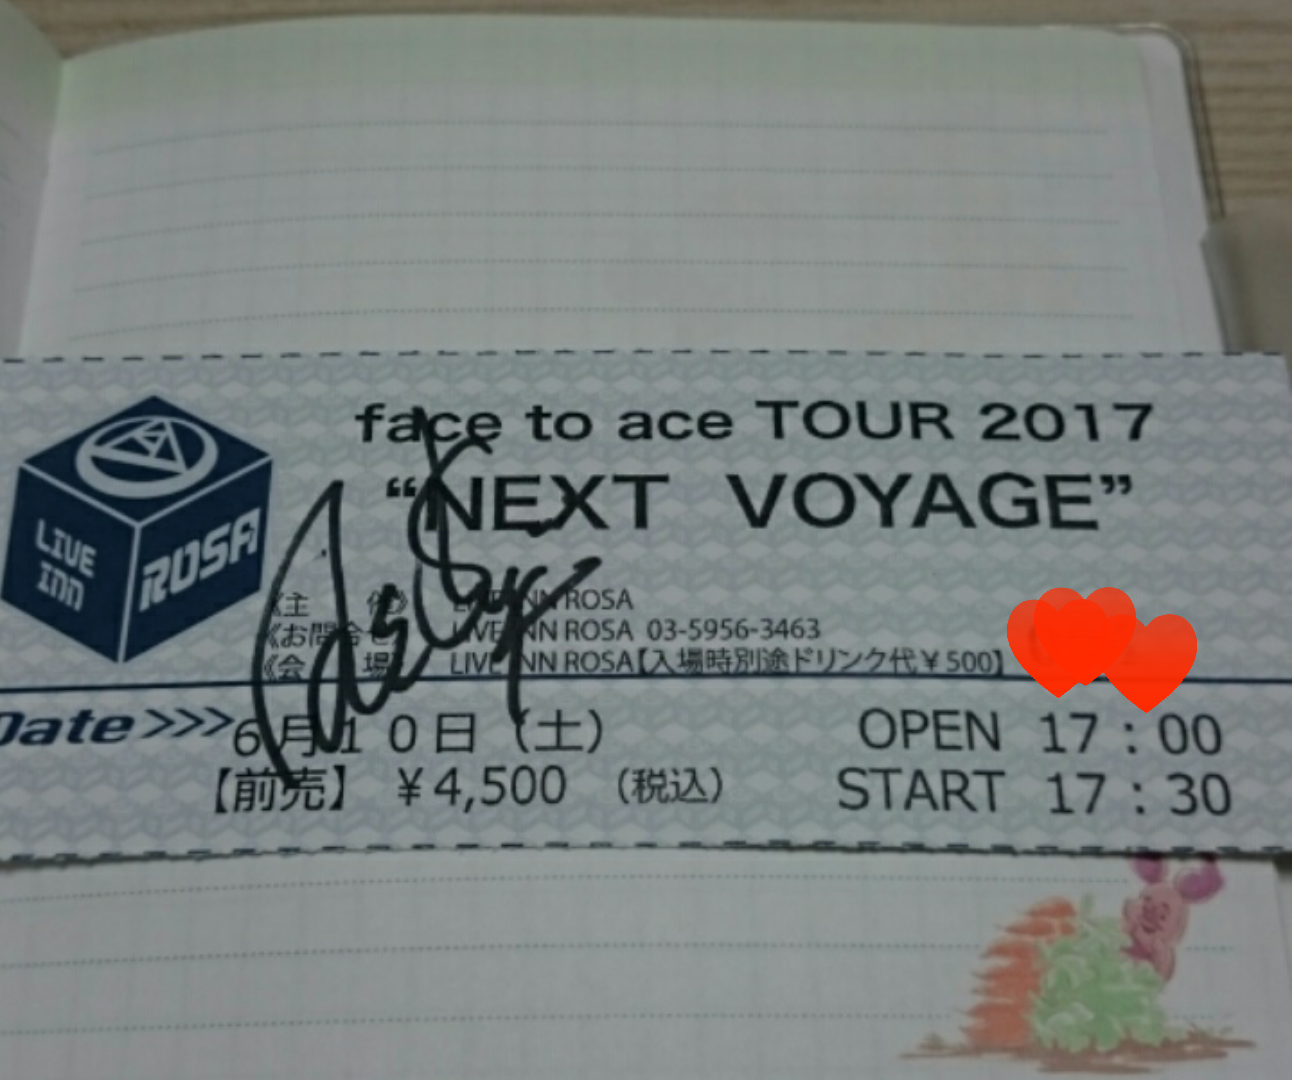 face to ace TOUR 2017
“NEXT VOYAGE”
LIVE
INN
ROSA
《主　催》 LIVE INN ROSA
《お問合せ》 LIVE INN ROSA 03-5956-3463
《会　場》 LIVE INN ROSA【入場時別途ドリンク代¥500】
Date>>> 6月10日（土） OPEN 17：00
【前売】 ¥4,500 （税込） START 17：30